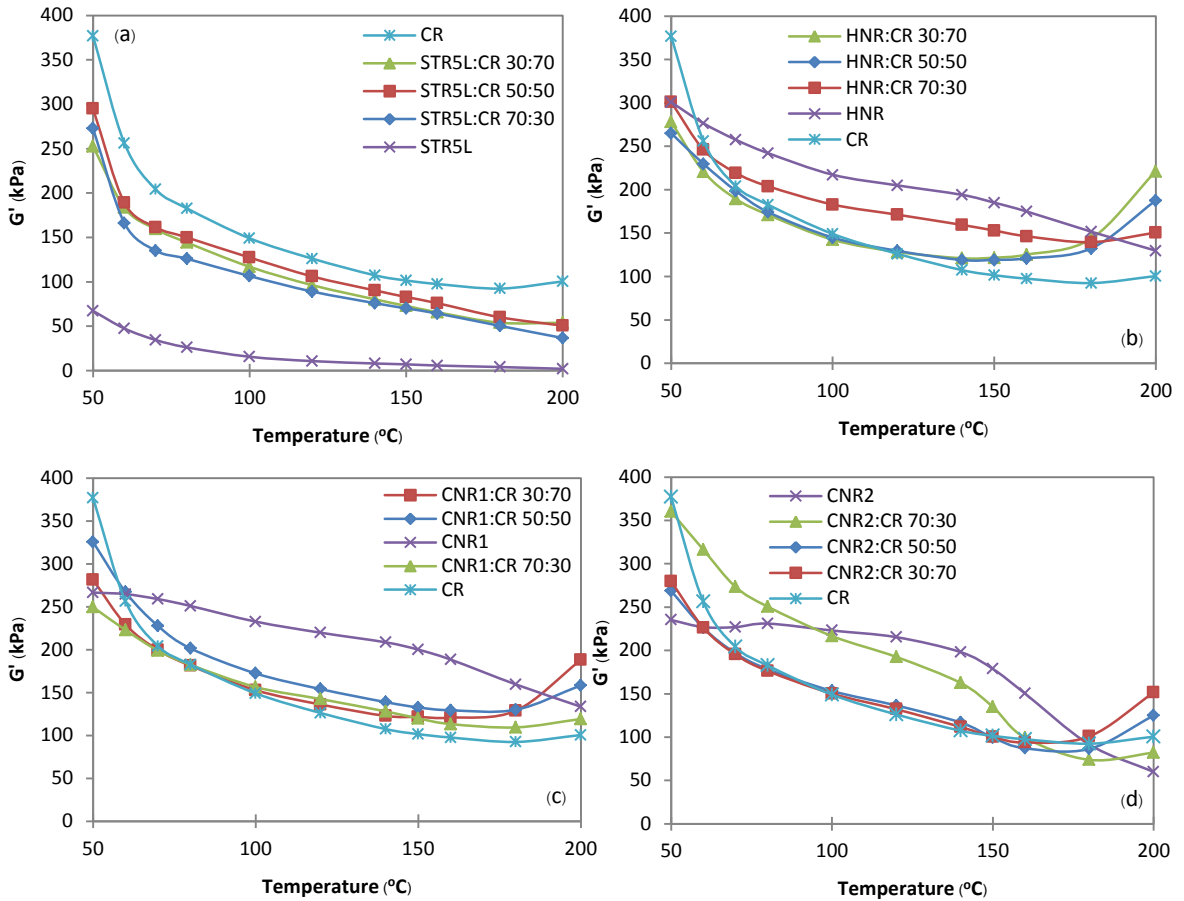 (a)
CR
STR5L:CR 30:70
STR5L:CR 50:50
STR5L:CR 70:30
STR5L
400
350
300
250
200
150
100
50
0
G' (kPa)
50 100 150 200
Temperature (°C)
(b)
HNR:CR 30:70
HNR:CR 50:50
HNR:CR 70:30
HNR
CR
400
350
300
250
200
150
100
50
0
G' (kPa)
50 100 150 200
Temperature (°C)
(c)
CNR1:CR 30:70
CNR1:CR 50:50
CNR1
CNR1:CR 70:30
CR
400
350
300
250
200
150
100
50
0
G' (kPa)
50 100 150 200
Temperature (°C)
(d)
CNR2
CNR2:CR 70:30
CNR2:CR 50:50
CNR2:CR 30:70
CR
400
350
300
250
200
150
100
50
0
G' (kPa)
50 100 150 200
Temperature (°C)